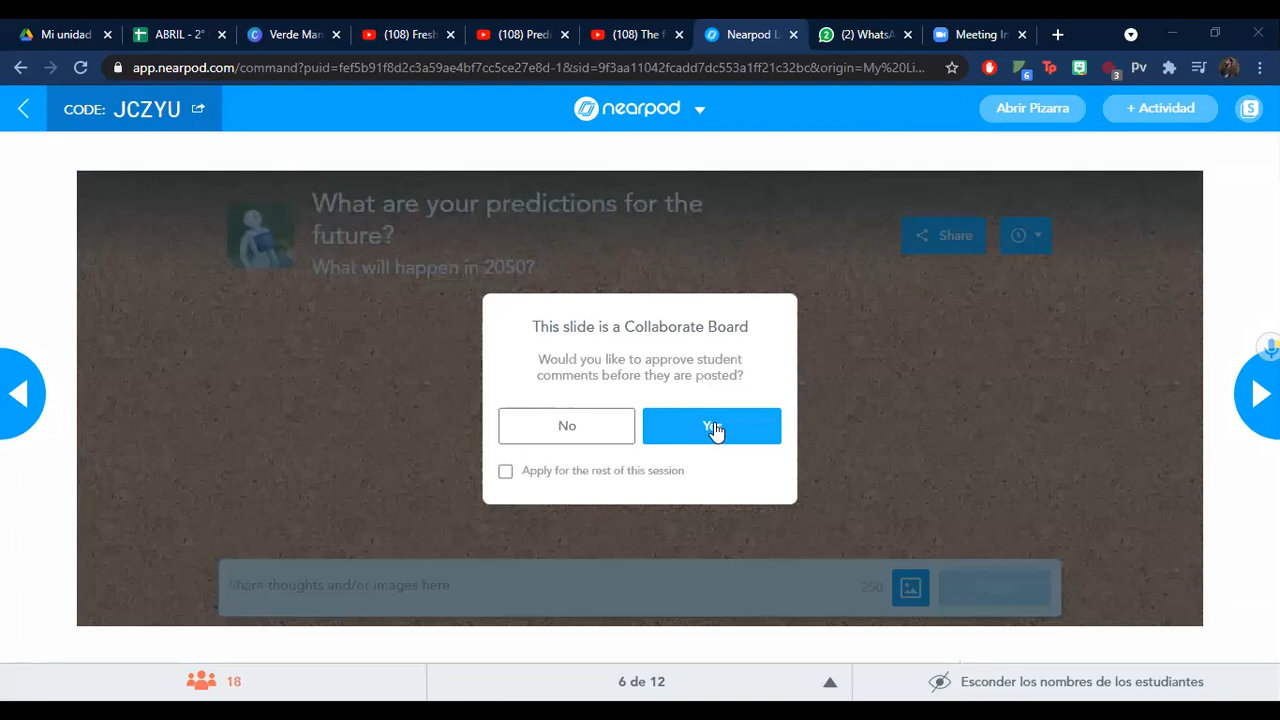 Mi unidad
ABRIL - 2°
Verde Man
(108) Fresh
(108) Predi
(108) The f
Nearpod L
(2) WhatsA
Meeting In
app.nearpod.com/command?puid=fef5b91f8d2c3a59ae4bf7cc5ce27e8d-1&sid=9f3aa11042fcadd7dc553a1ff21c32bc&origin=My%20Li...
6
Tp
3
Pv
CODE: JCZYU
nearpod
Abrir Pizarra
+ Actividad
S
What are your predictions for the
future?
What will happen in 2050?
Share
This slide is a Collaborate Board
Would you like to approve student
comments before they are posted?
No
Apply for the rest of this session
Share thoughts and/or images here
250
18
6 de 12
Esconder los nombres de los estudiantes